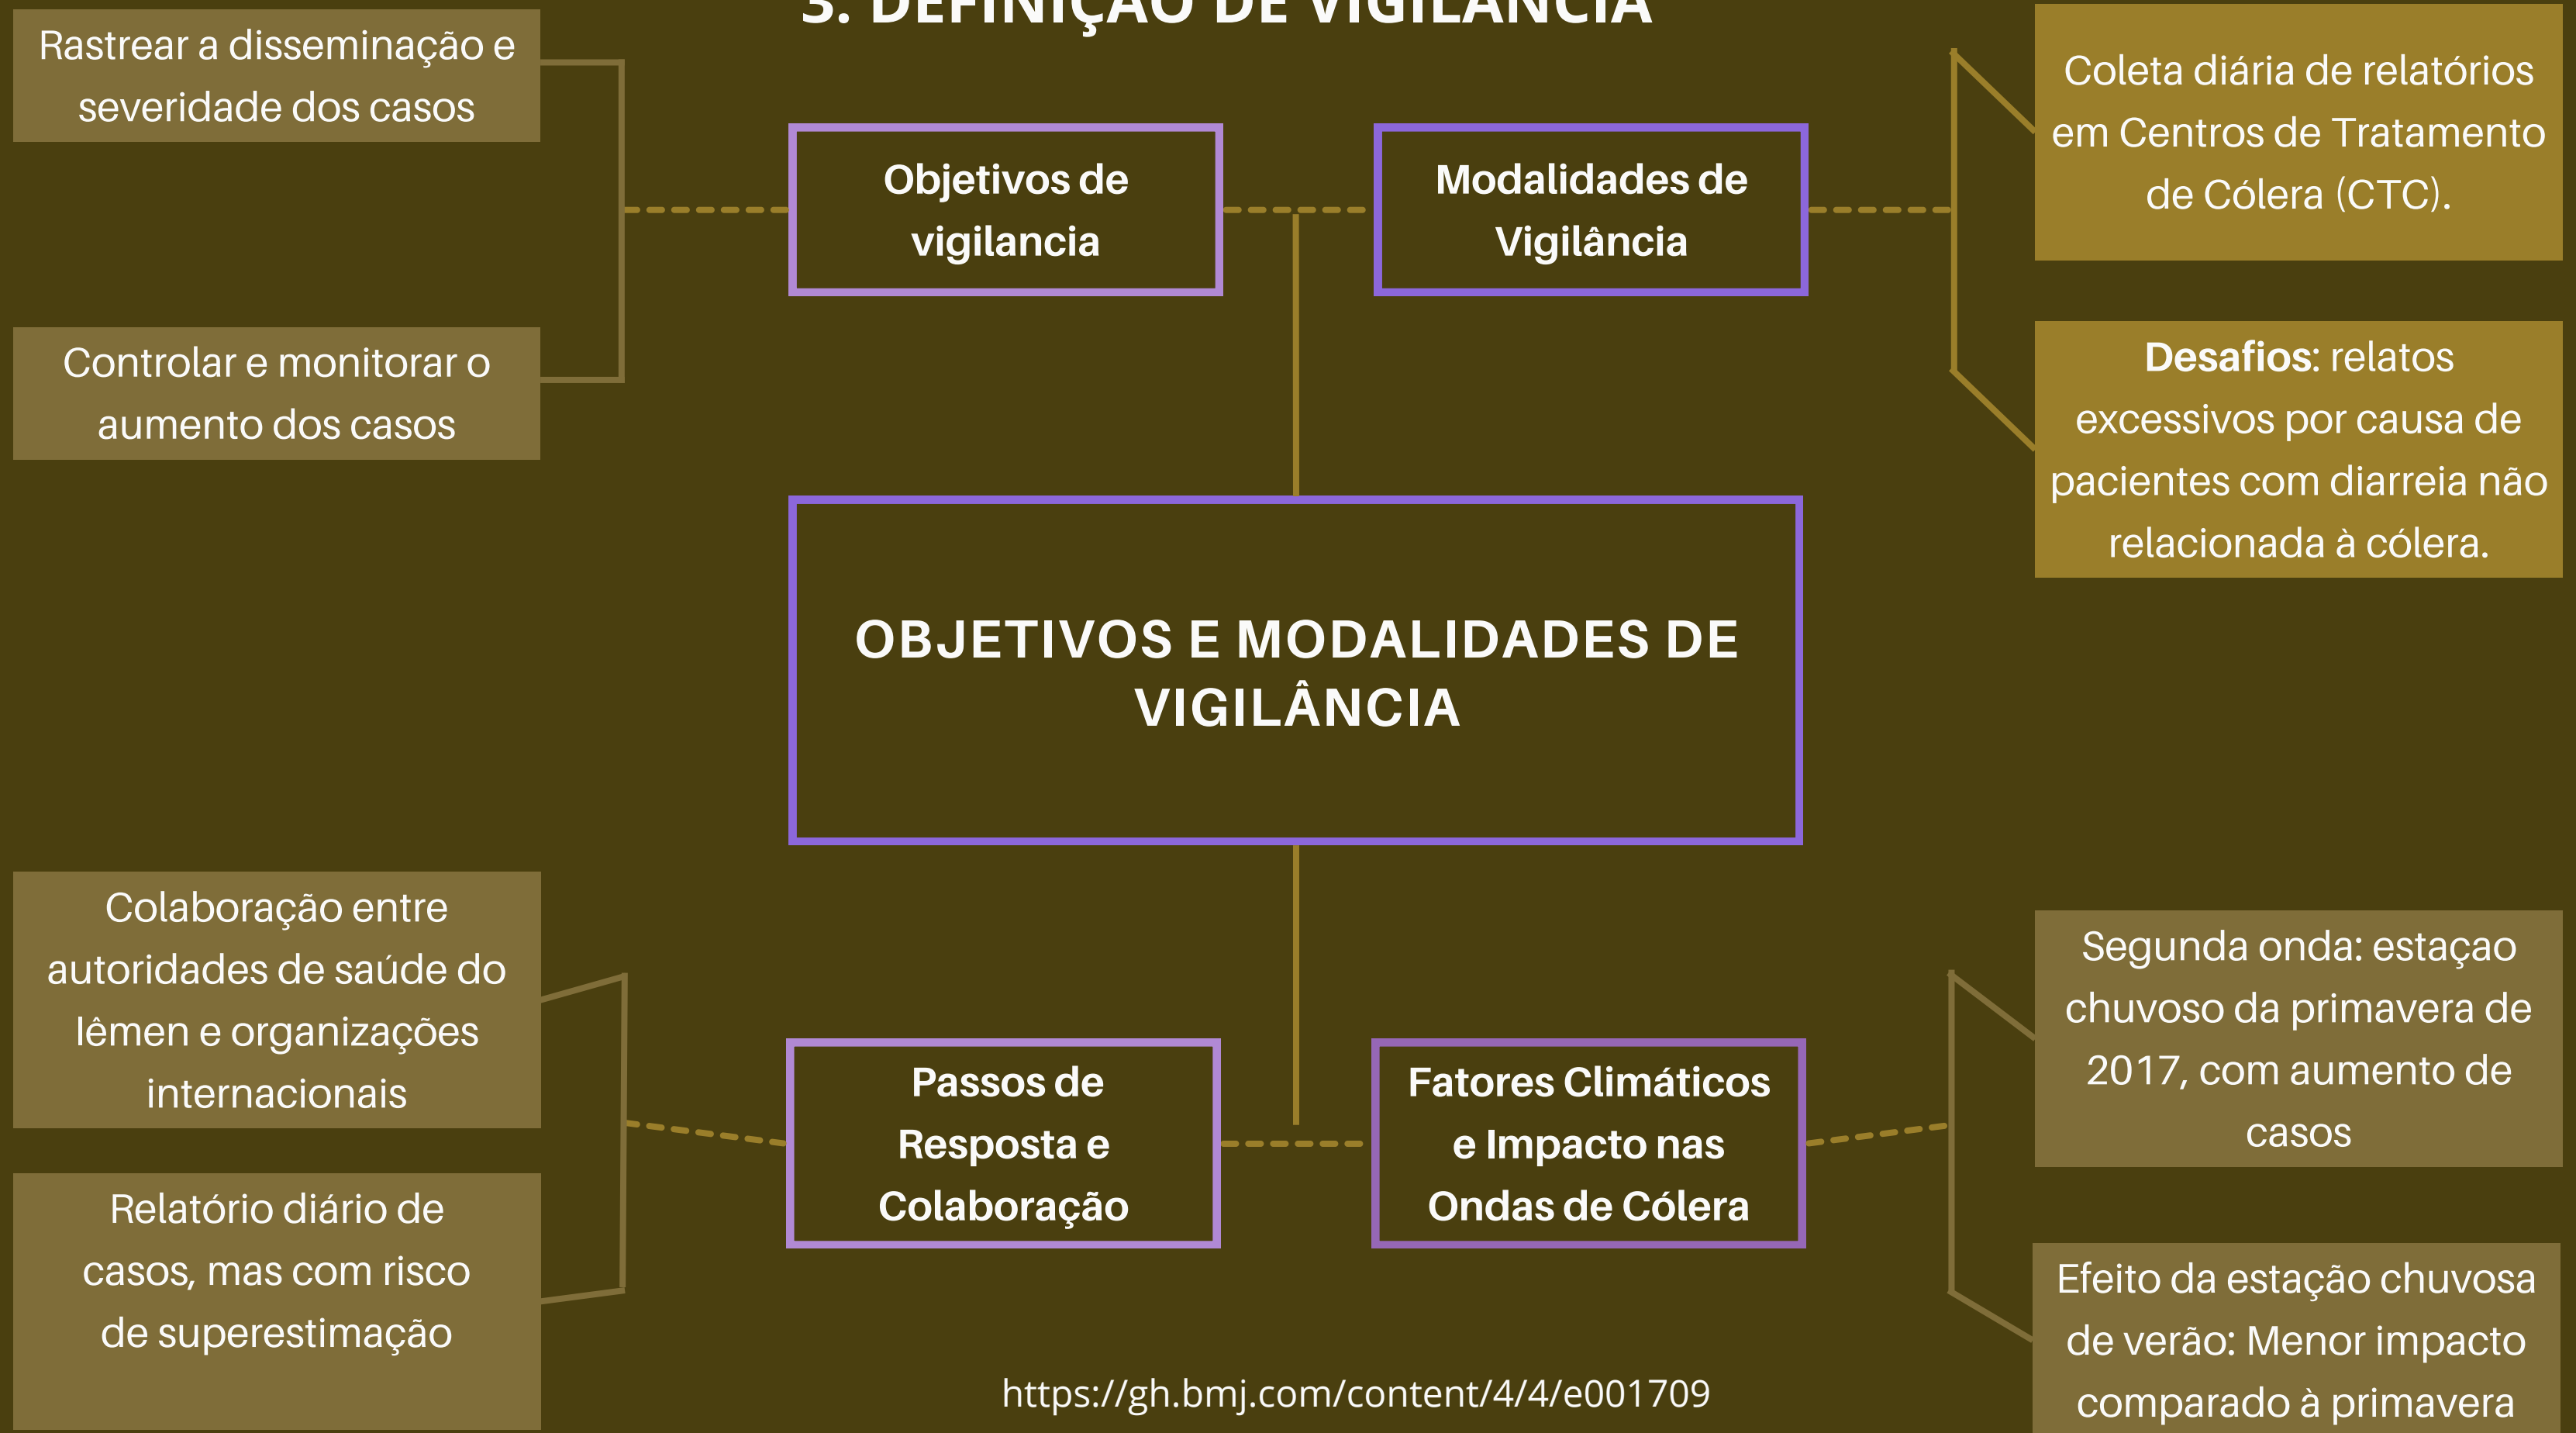 3. DEFINIÇÃO DE VIGILÂNCIA
Rastrear a disseminação e
severidade dos casos
Controlar e monitorar o
aumento dos casos
Objetivos de
vigilancia
Modalidades de
Vigilância
Coleta diária de relatórios
em Centros de Tratamento
de Cólera (CTC).
Desafios: relatos
excessivos por causa de
pacientes com diarreia não
relacionada à cólera.
OBJETIVOS E MODALIDADES DE
VIGILÂNCIA
Colaboração entre
autoridades de saúde do
Iêmen e organizações
internacionais
Relatório diário de
casos, mas com risco
de superestimação
Passos de
Resposta e
Colaboração
Fatores Climáticos
e Impacto nas
Ondas de Cólera
Segunda onda: estaçao
chuvoso da primavera de
2017, com aumento de
casos
Efeito da estação chuvosa
de verão: Menor impacto
comparado à primavera
https://gh.bmj.com/content/4/4/e001709